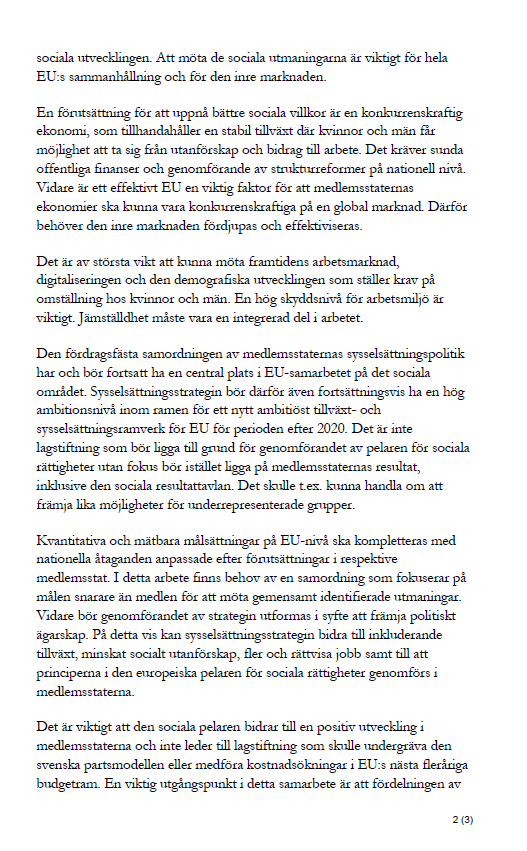 sociala utvecklingen. Att möta de sociala utmaningarna är viktigt för hela
EU:s sammanhållning och för den inre marknaden.
En förutsättning för att uppnå bättre sociala villkor är en konkurrenskraftig
ekonomi, som tillhandahåller en stabil tillväxt där kvinnor och män får
möjlighet att ta sig från utanförskap och bidrag till arbete. Det kräver sunda
offentliga finanser och genomförande av strukturreformer på nationell nivå.
Vidare är ett effektivt EU en viktig faktor för att medlemsstaternas
ekonomier ska kunna vara konkurrenskraftiga på en global marknad. Därför
behöver den inre marknaden fördjupas och effektiviseras.
Det är av största vikt att kunna möta framtidens arbetsmarknad,
digitaliseringen och den demografiska utvecklingen som ställer krav på
omställning hos kvinnor och män. En hög skyddsnivå för arbetsmiljö är
viktigt. Jämställdhet måste vara en integrerad del i arbetet.
Den fördragsfästa samordningen av medlemsstaternas sysselsättningspolitik
har och bör fortsatt ha en central plats i EU-samarbetet på det sociala
området. Sysselsättningsstrategin bör därför även fortsättningsvis ha en hög
ambitionsnivå inom ramen för ett nytt ambitiöst tillväxt- och
sysselsättningsramverk för EU för perioden efter 2020. Det är inte
lagstiftning som bör ligga till grund för genomförandet av pelaren för sociala
rättigheter utan fokus bör istället ligga på medlemsstaternas resultat,
inklusive den sociala resultattavlan. Det skulle t.ex. kunna handla om att
främja lika möjligheter för underrepresenterade grupper.
Kvantitativa och mätbara målsättningar på EU-nivå ska kompletteras med
nationella åtaganden anpassade efter förutsättningar i respektive
medlemsstat. I detta arbete finns behov av en samordning som fokuserar på
målen snarare än medlen för att möta gemensamt identifierade utmaningar.
Vidare bör genomförandet av strategin utformas i syfte att främja politiskt
ägarskap. På detta vis kan sysselsättningsstrategin bidra till inkluderande
tillväxt, minskat socialt utanförskap, fler och rättvisa jobb samt till att
principerna i den europeiska pelaren för sociala rättigheter genomförs i
medlemsstaterna.
Det är viktigt att den sociala pelaren bidrar till en positiv utveckling i
medlemsstaterna och inte leder till lagstiftning som skulle undergräva den
svenska partsmodellen eller medföra kostnadsökningar i EU:s nästa fleråriga
budgetram. En viktig utgångspunkt i detta samarbete är att fördelningen av
2 (3)